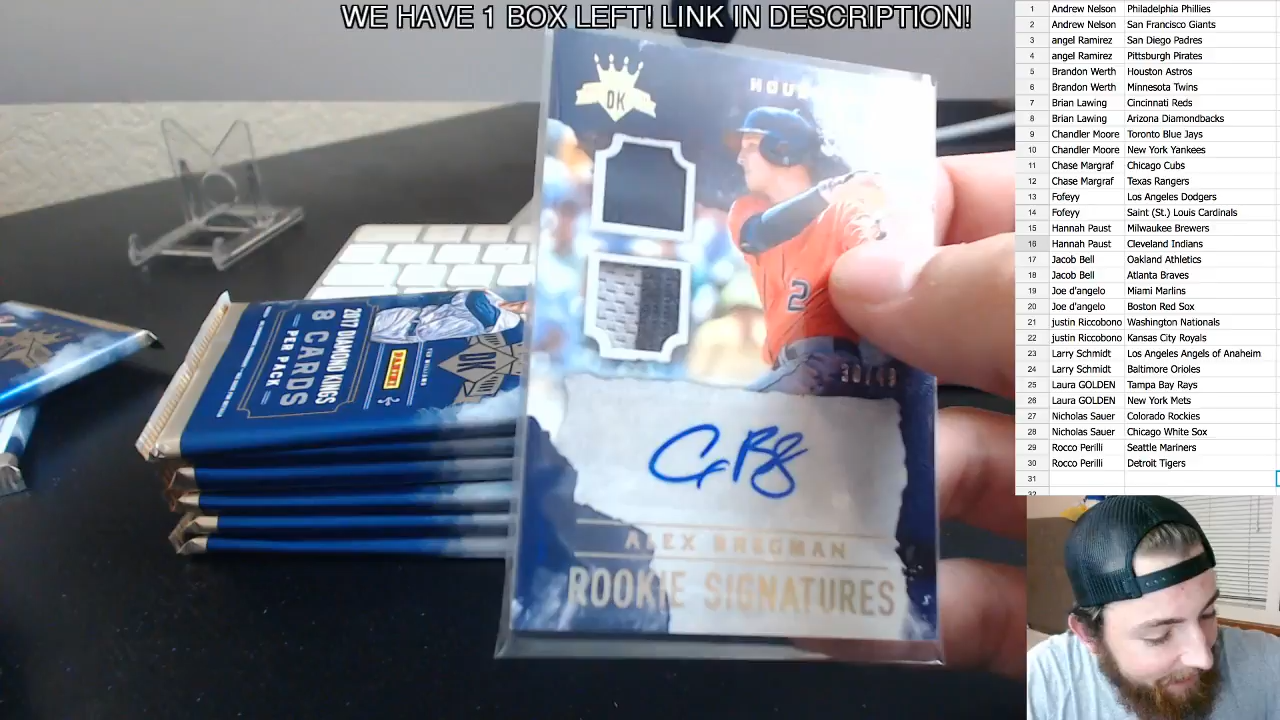 WE HAVE 1 BOX LEFT! LINK IN DESCRIPTION!
DK
HOU
2
ALEX BREGMAN
ROOKIE SIGNATURES
2017 DIAMOND KINGS
8 CARDS
PER PACK
PANINI
DK
1 Andrew Nelson Philadelphia Phillies
2 Andrew Nelson San Francisco Giants
3 angel Ramirez San Diego Padres
4 angel Ramirez Pittsburgh Pirates
5 Brandon Werth Houston Astros
6 Brandon Werth Minnesota Twins
7 Brian Lawing Cincinnati Reds
8 Brian Lawing Arizona Diamondbacks
9 Chandler Moore Toronto Blue Jays
10 Chandler Moore New York Yankees
11 Chase Margraf Chicago Cubs
12 Chase Margraf Texas Rangers
13 Fofeyy Los Angeles Dodgers
14 Fofeyy Saint (St.) Louis Cardinals
15 Hannah Paust Milwaukee Brewers
16 Hannah Paust Cleveland Indians
17 Jacob Bell Oakland Athletics
18 Jacob Bell Atlanta Braves
19 Joe d'angelo Miami Marlins
20 Joe d'angelo Boston Red Sox
21 justin Riccobono Washington Nationals
22 justin Riccobono Kansas City Royals
23 Larry Schmidt Los Angeles Angels of Anaheim
24 Larry Schmidt Baltimore Orioles
25 Laura GOLDEN Tampa Bay Rays
26 Laura GOLDEN New York Mets
27 Nicholas Sauer Colorado Rockies
28 Nicholas Sauer Chicago White Sox
29 Rocco Perilli Seattle Mariners
30 Rocco Perilli Detroit Tigers
31
32